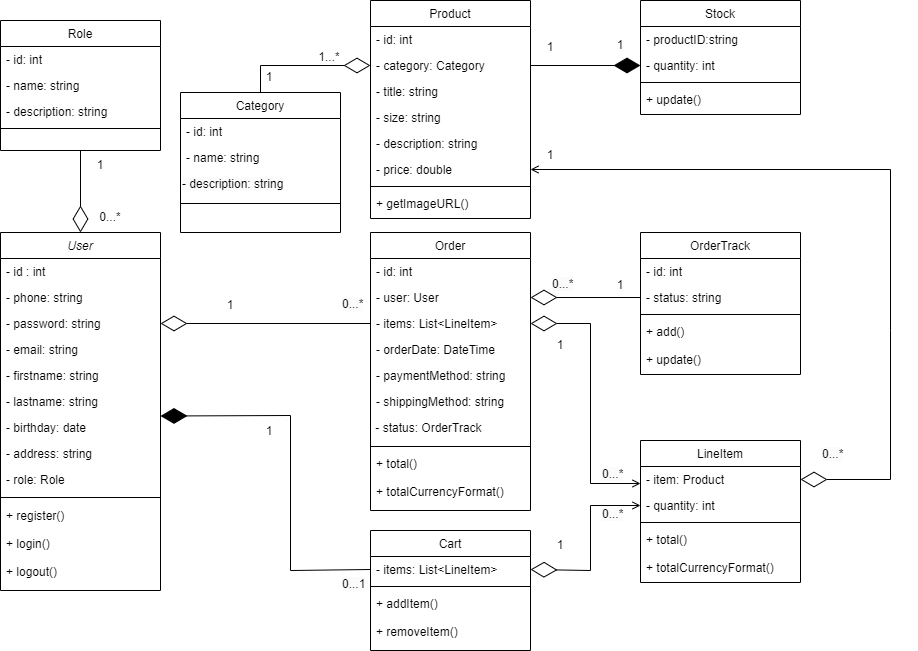 Role
- id: int
- name: string
- description: string
1
0...*
Category
- id: int
- name: string
- description: string
1
1...*
Product
- id: int
- category: Category
- title: string
- size: string
- description: string
- price: double
+ getImageURL()
1
1
Stock
- productID:string
- quantity: int
+ update()
1
User
- id : int
- phone: string
- password: string
- email: string
- firstname: string
- lastname: string
- birthday: date
- address: string
- role: Role
+ register()
+ login()
+ logout()
1
0...*
1
0...1
Order
- id: int
- user: User
- items: List<LineItem>
- orderDate: DateTime
- paymentMethod: string
- shippingMethod: string
- status: OrderTrack
+ total()
+ totalCurrencyFormat()
0...*
1
1
0...*
OrderTrack
- id: int
- status: string
+ add()
+ update()
Cart
- items: List<LineItem>
+ addItem()
+ removeItem()
1
0...*
LineItem
- item: Product
- quantity: int
+ total()
+ totalCurrencyFormat()
0...*